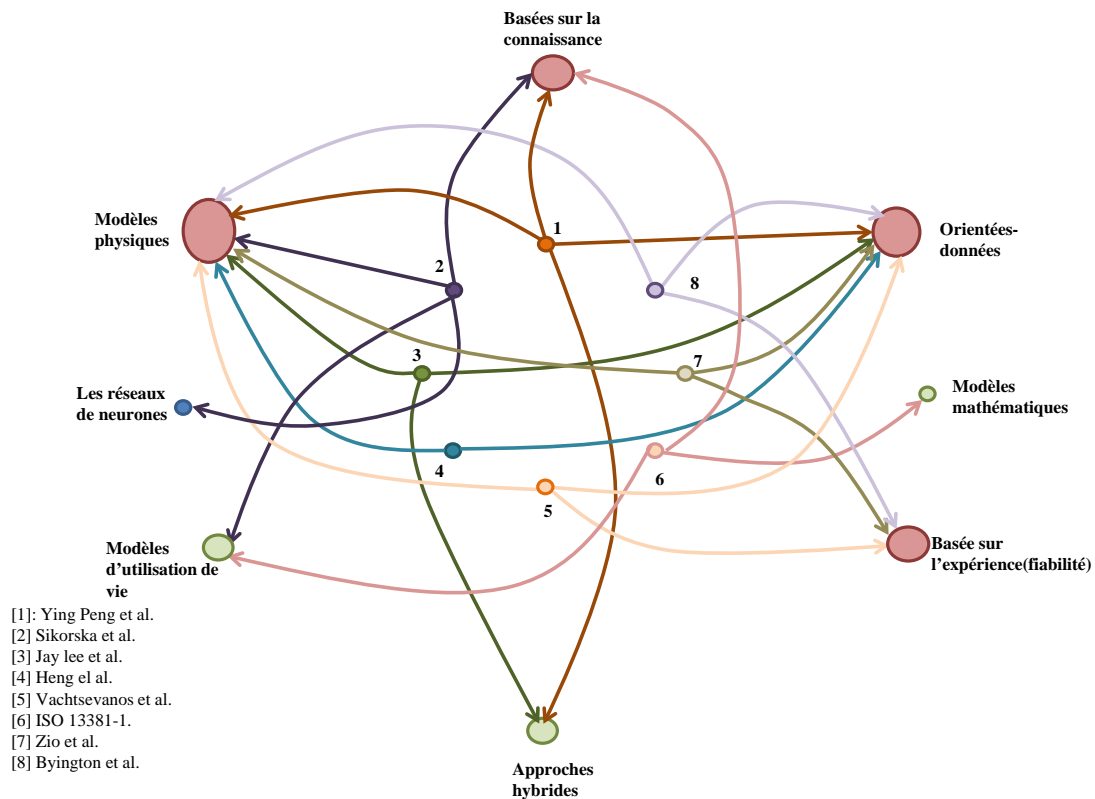 Basées sur la
connaissance
Modèles
physiques
1
Orientées-
données
2
8
3
7
Les réseaux
de neurones
Modèles
mathématiques
4
6
5
Modèles
d'utilisation de
vie
Basée sur
l'expérience(fiabilité)
[1]: Ying Peng et al.
[2] Sikorska et al.
[3] Jay lee et al.
[4] Heng el al.
[5] Vachtsevanos et al.
[6] ISO 13381-1.
[7] Zio et al.
[8] Byington et al.
Approches
hybrides